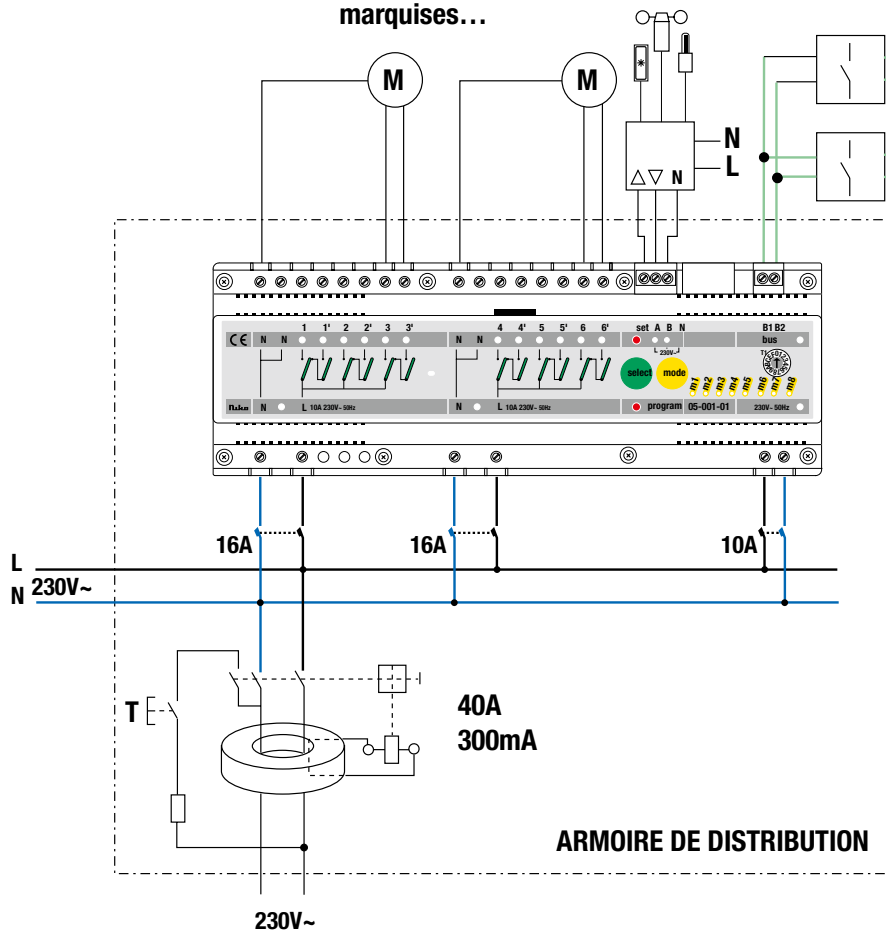 marquises...
M
M
N
L
N
1 1' 2 2' 3 3' 4 4' 5 5' 6 6' set A B N B1 B2
CE N N N N 230V~ bus
T1
select mode
m1 m2 m3 m4 m5 m6 m7 m8
Niko N L 10A 230V~ 50Hz N L 10A 230V~ 50Hz program 05-001-01 230V~ 50Hz
16A 16A 10A
L
230V~
N
T
40A
300mA
ARMOIRE DE DISTRIBUTION
230V~